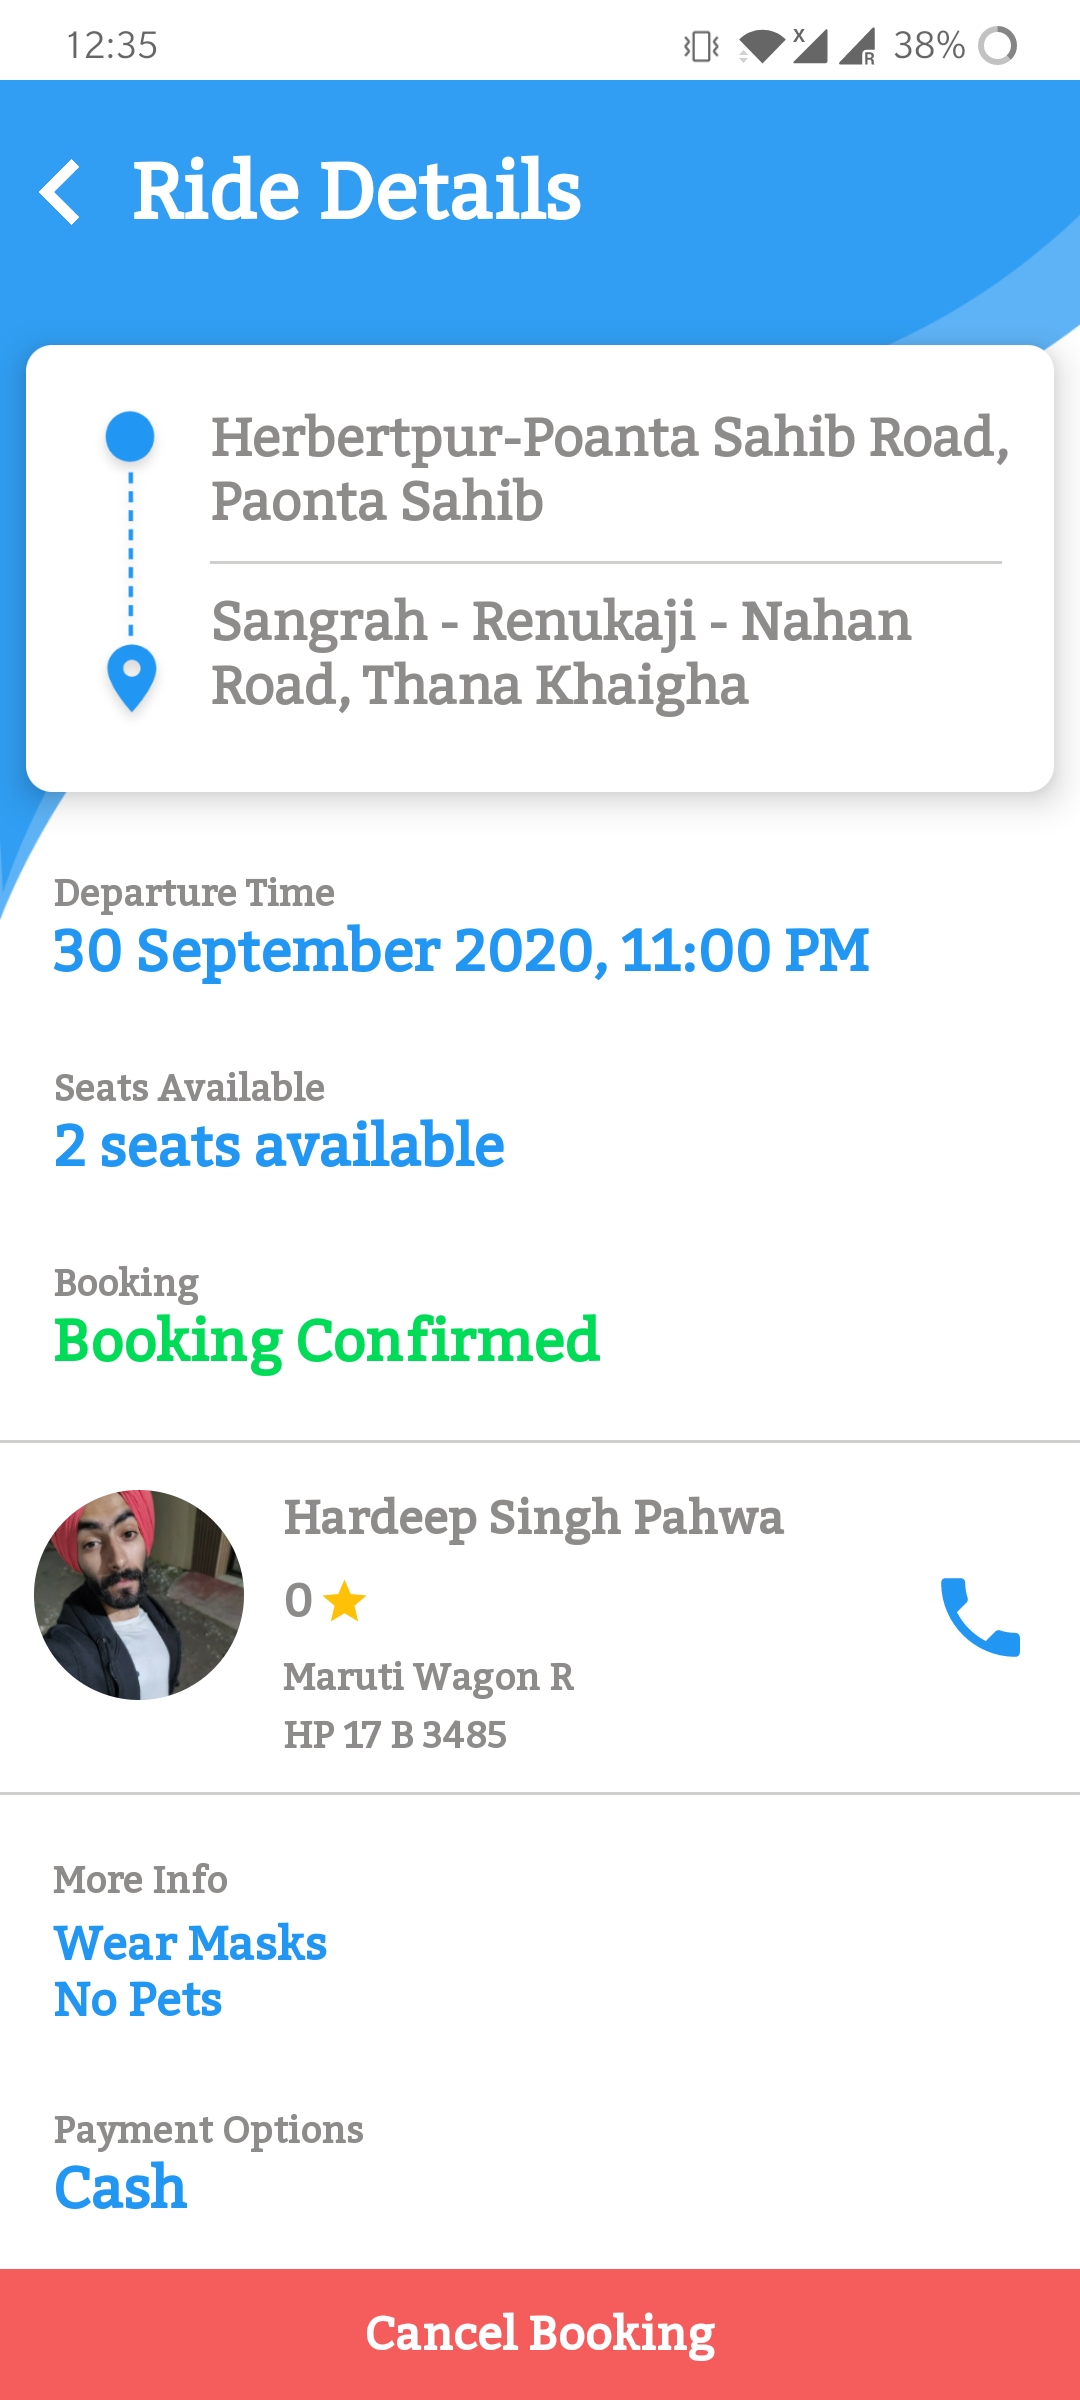 12:35
X
R
38%
Ride Details
Herbertpur-Poanta Sahib Road,
Paonta Sahib
Sangrah - Renukaji - Nahan
Road, Thana Khaigha
Departure Time
30 September 2020, 11:00 PM
Seats Available
2 seats available
Booking
Booking Confirmed
Hardeep Singh Pahwa
0
Maruti Wagon R
HP 17 B 3485
More Info
Wear Masks
No Pets
Payment Options
Cash
Cancel Booking